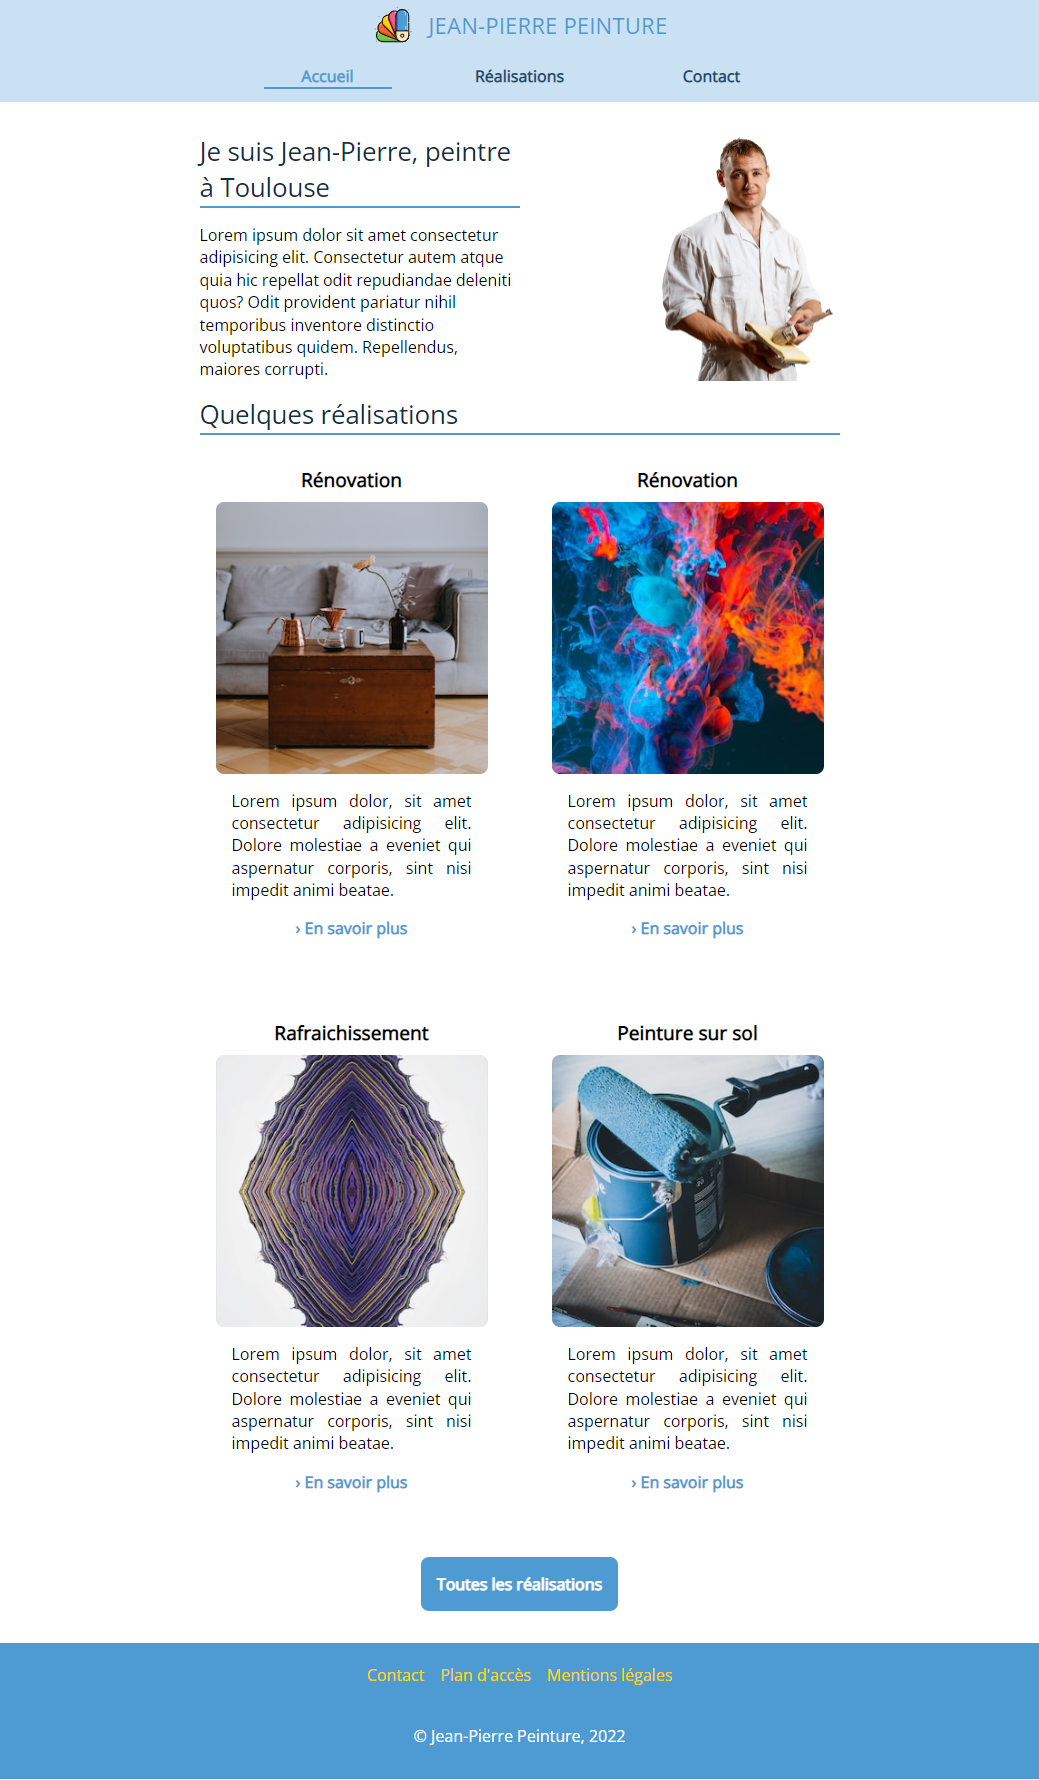 JEAN-PIERRE PEINTURE
Accueil Réalisations Contact
Je suis Jean-Pierre, peintre
à Toulouse
Lorem ipsum dolor sit amet consectetur
adipisicing elit. Consectetur autem atque
quia hic repellat odit repudiandae deleniti
quos? Odit provident pariatur nihil
temporibus inventore distinctio
voluptatibus quidem. Repellendus,
maiores corrupti.
Quelques réalisations
Rénovation
Lorem ipsum dolor, sit amet
consectetur adipisicing elit.
Dolore molestiae a eveniet qui
aspernatur corporis, sint nisi
impedit animi beatae.
› En savoir plus
Rénovation
Lorem ipsum dolor, sit amet
consectetur adipisicing elit.
Dolore molestiae a eveniet qui
aspernatur corporis, sint nisi
impedit animi beatae.
› En savoir plus
Rafraichissement
Lorem ipsum dolor, sit amet
consectetur adipisicing elit.
Dolore molestiae a eveniet qui
aspernatur corporis, sint nisi
impedit animi beatae.
› En savoir plus
Peinture sur sol
Lorem ipsum dolor, sit amet
consectetur adipisicing elit.
Dolore molestiae a eveniet qui
aspernatur corporis, sint nisi
impedit animi beatae.
› En savoir plus
Toutes les réalisations
Contact Plan d'accès Mentions légales
© Jean-Pierre Peinture, 2022